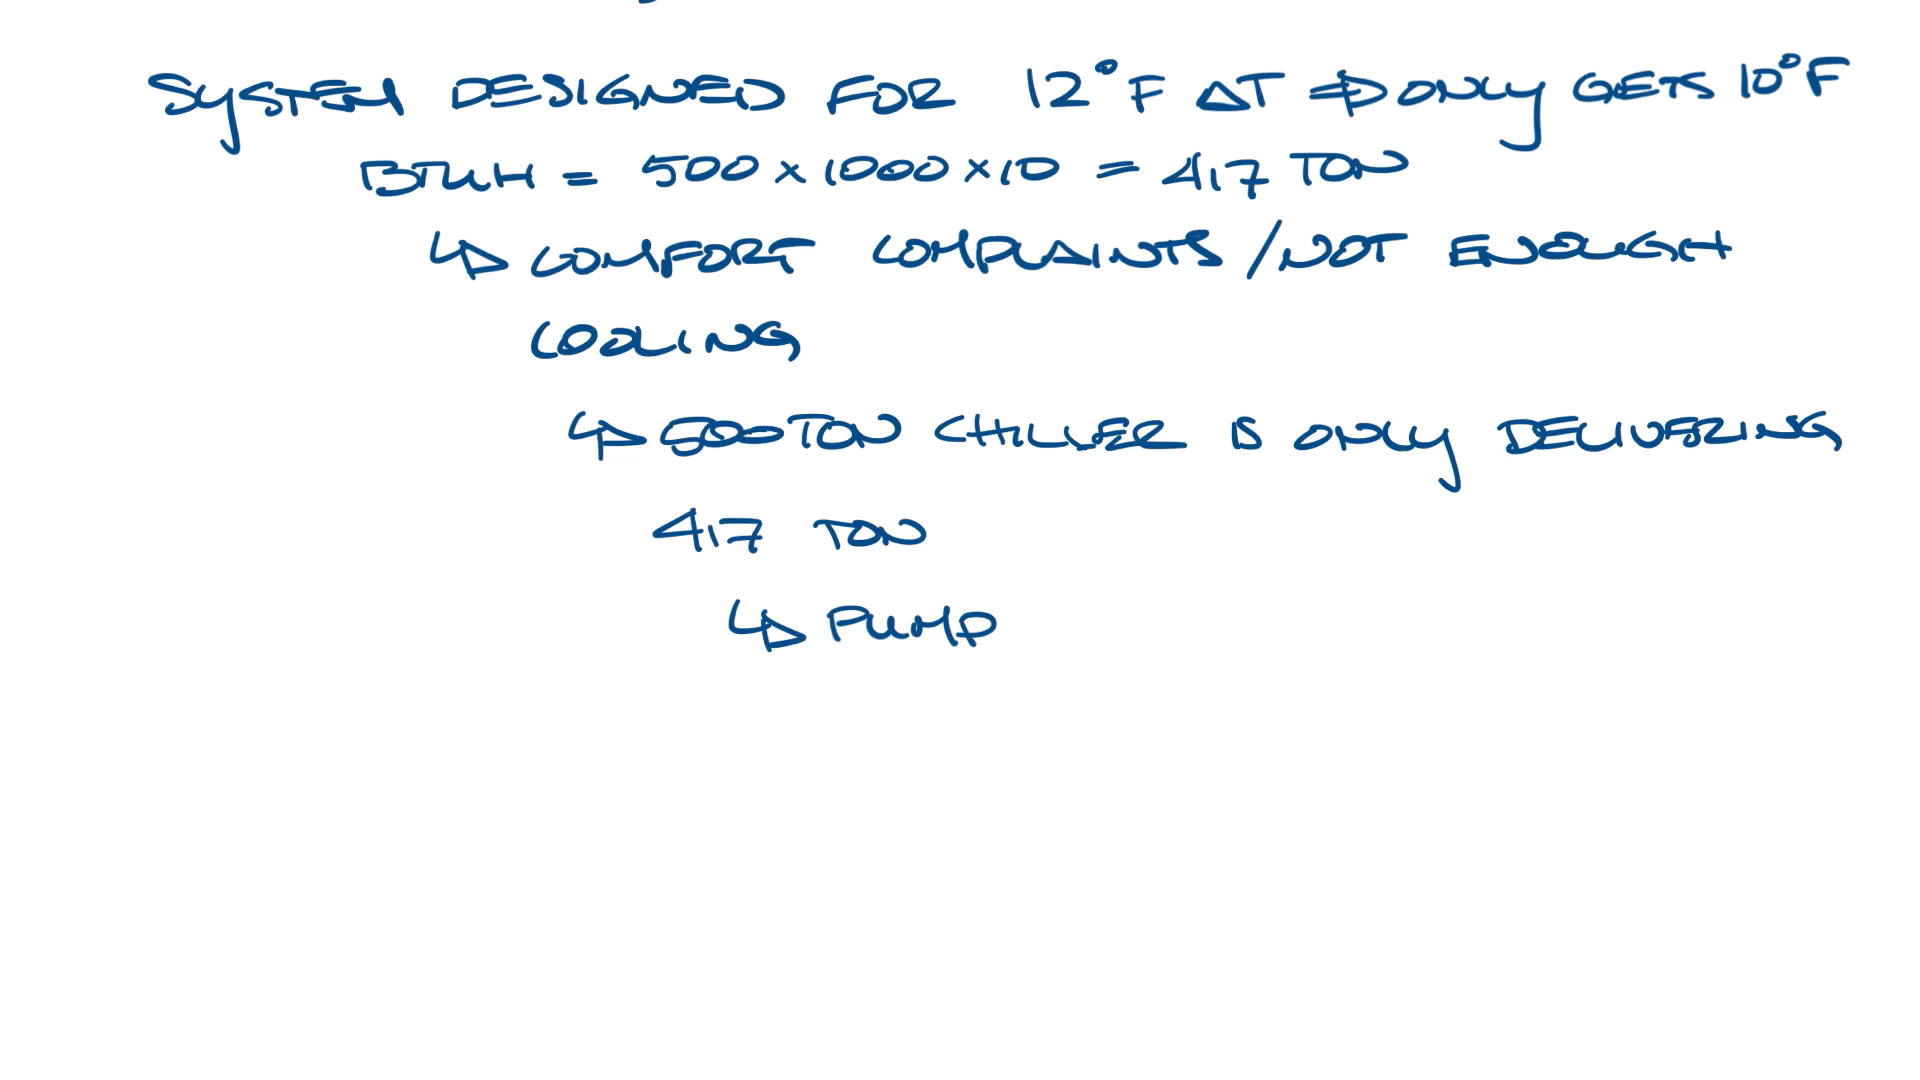 SYSTEM DESIGNED FOR 12°F ΔT → ONLY GETS 10°F
BTUH = 500 x 1000 x 10 = 417 TON
↳ COMFORT COMPLAINTS / NOT ENOUGH
COOLING
↳ 500 TON CHILLER IS ONLY DELIVERING
417 TON
↳ PUMP